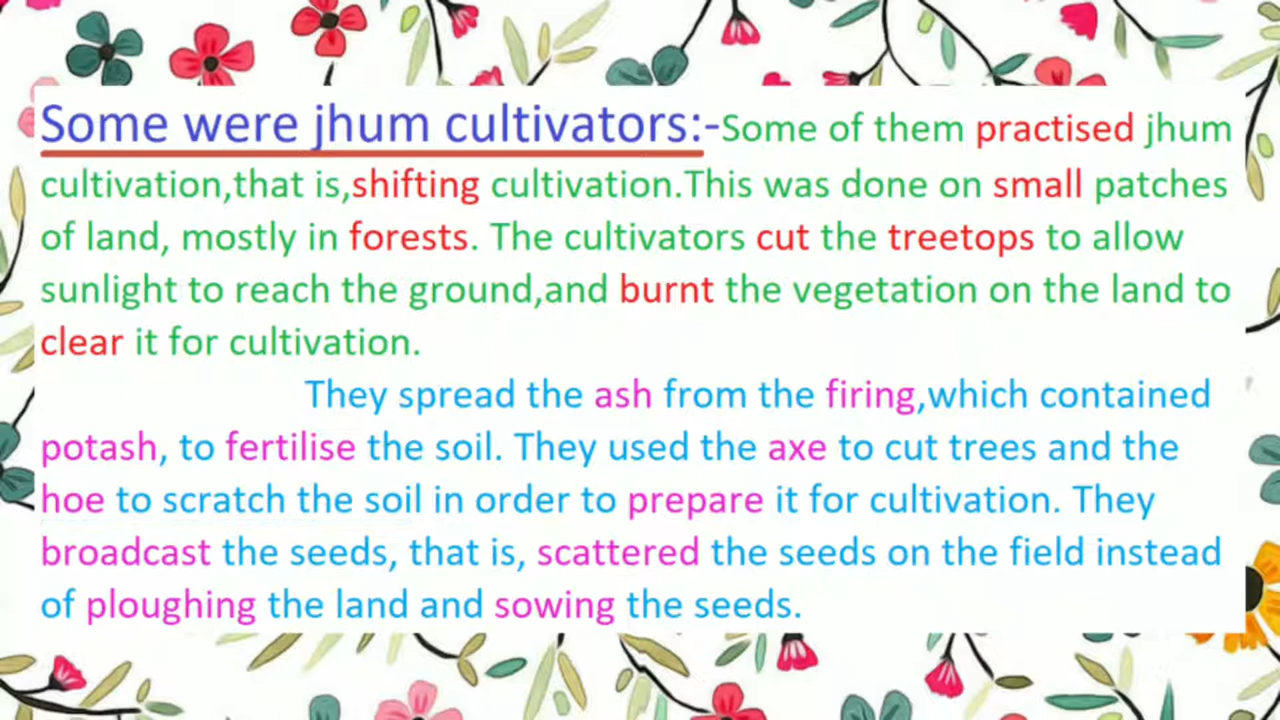 Some were jhum cultivators:-Some of them practised jhum
cultivation,that is,shifting cultivation.This was done on small patches
of land, mostly in forests. The cultivators cut the treetops to allow
sunlight to reach the ground,and burnt the vegetation on the land to
clear it for cultivation.
They spread the ash from the firing,which contained
potash, to fertilise the soil. They used the axe to cut trees and the
hoe to scratch the soil in order to prepare it for cultivation. They
broadcast the seeds, that is, scattered the seeds on the field instead
of ploughing the land and sowing the seeds.